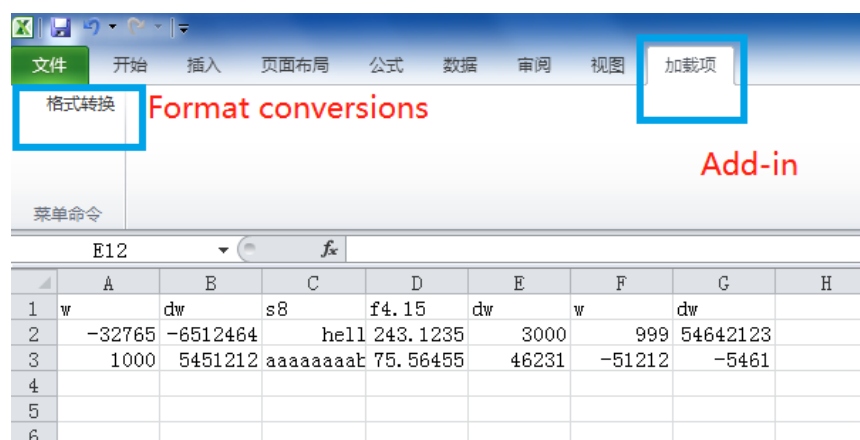 文件 开始 插入 页面布局 公式 数据 审阅 视图 加载项
格式转换 Format conversions
Add-in
菜单命令
E12 fx
A B C D E F G H
1 w dw s8 f4.15 dw w dw
2 -32765 -6512464 hell 243.1235 3000 999 54642123
3 1000 5451212 aaaaaaaab 75.56455 46231 -51212 -5461
4
5
6